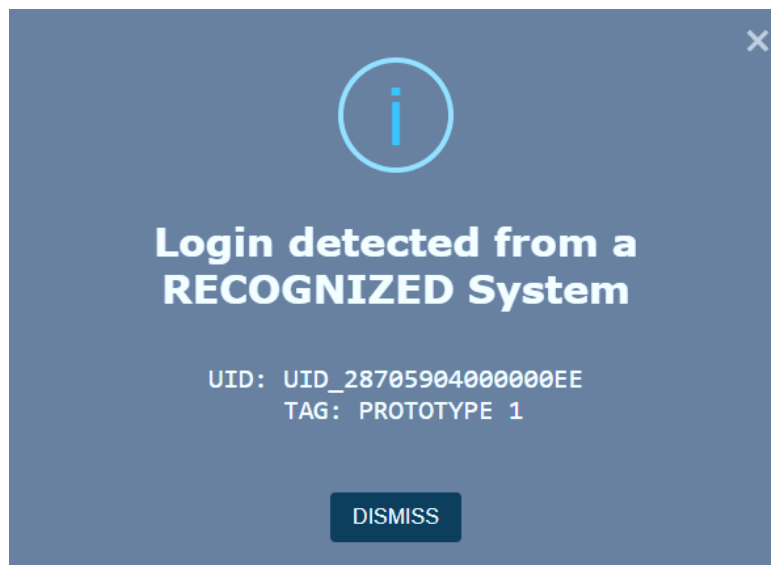 Login detected from a
RECOGNIZED System
UID: UID_28705904000000EE
TAG: PROTOTYPE 1
DISMISS